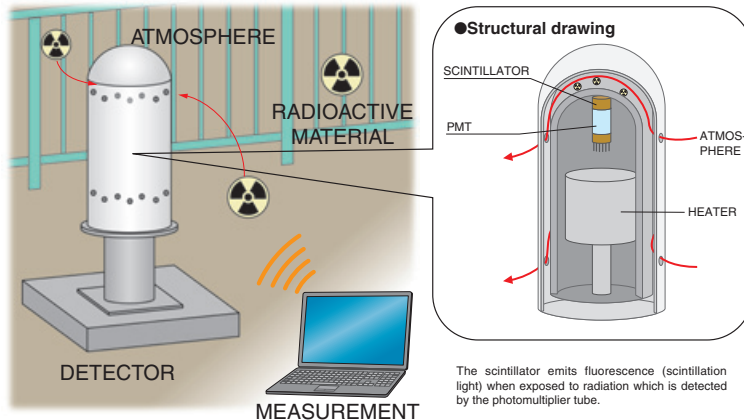 ATMOSPHERE
RADIOACTIVE
MATERIAL
DETECTOR
MEASUREMENT
●Structural drawing
SCINTILLATOR
PMT
ATMOS-
PHERE
HEATER
The scintillator emits fluorescence (scintillation
light) when exposed to radiation which is detected
by the photomultiplier tube.